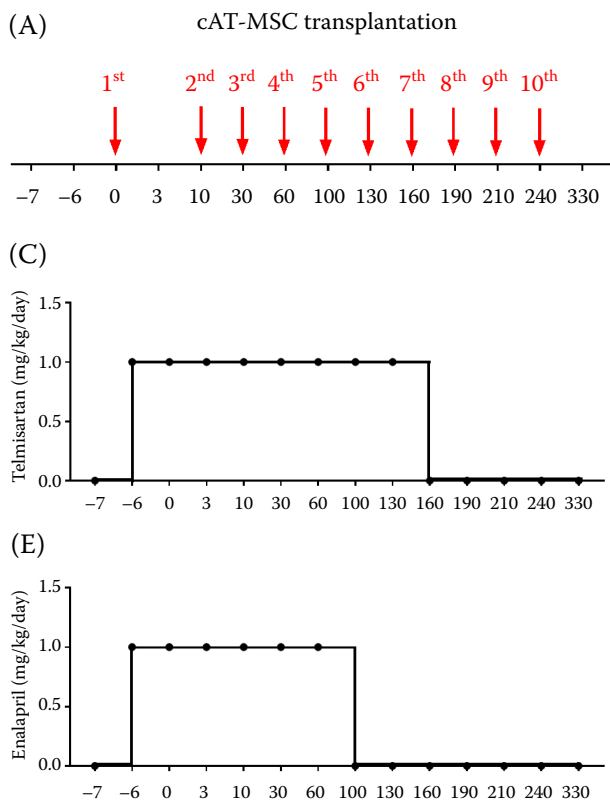 (A) cAT-MSC transplantation
1st 2nd 3rd 4th 5th 6th 7th 8th 9th 10th
–7 –6 0 3 10 30 60 100 130 160 190 210 240 330
(C)
Telmisartan (mg/kg/day)
1.5
1.0
0.5
0.0
–7 –6 0 3 10 30 60 100 130 160 190 210 240 330
(E)
Enalapril (mg/kg/day)
1.5
1.0
0.5
0.0
–7 –6 0 3 10 30 60 100 130 160 190 210 240 330